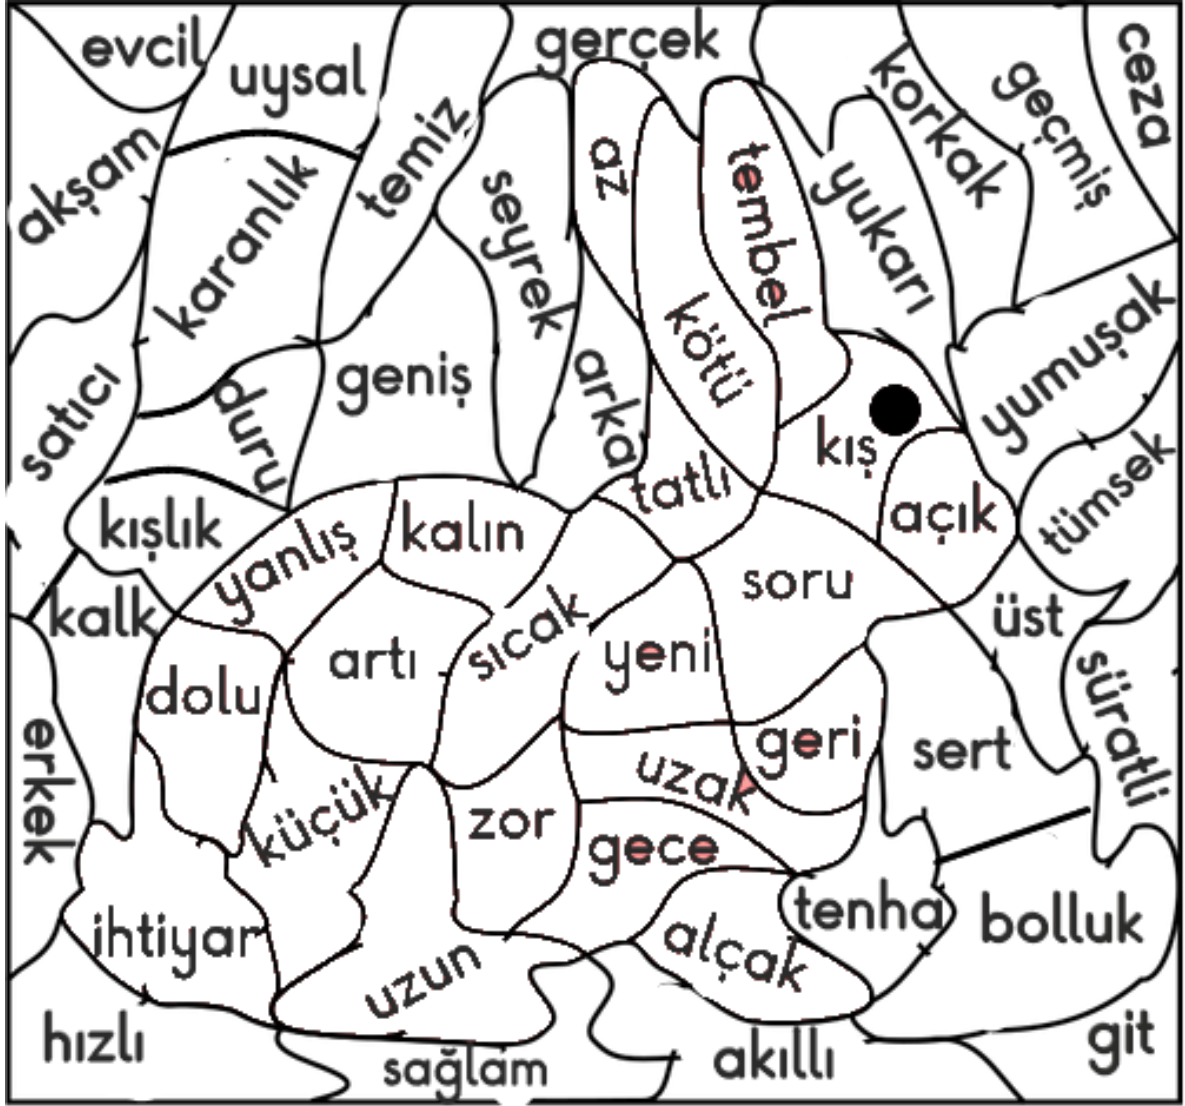 evcil
uysal
gerçek
korkak
geçmiş
ceza
akşam
karanlık
temiz
seyrek
az
tembel
yukarı
satıcı
duru
geniş
arka
kötü
kış
yumuşak
kışlık
yanlış
kalın
tatlı
açık
tümsek
kalk
dolu
artı
sıcak
yeni
soru
üst
erkek
küçük
zor
uzak
geri
sert
süratli
gece
ihtiyar
uzun
alçak
tenha
bolluk
hızlı
sağlam
akıllı
git